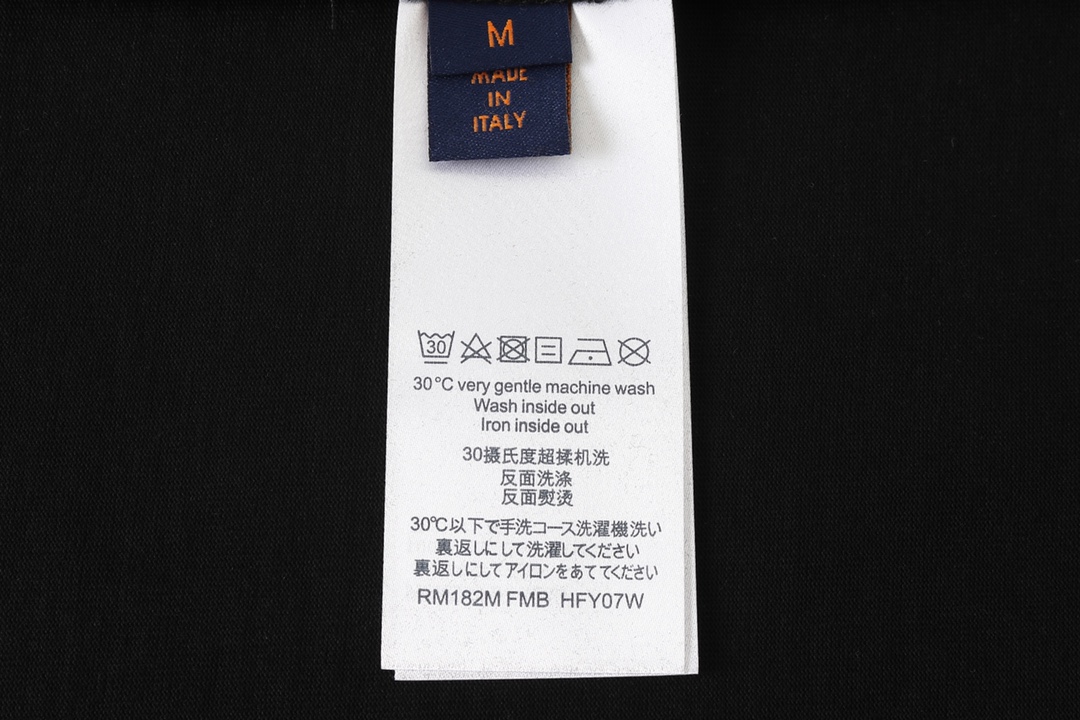 M
MADE
IN
ITALY
30
30°C very gentle machine wash
Wash inside out
Iron inside out
30摄氏度超揉机洗
反面洗涤
反面熨烫
30℃以下で手洗コース洗濯機洗い
裏返しにして洗濯してください
裏返しにしてアイロンをあててください
RM182M FMB HFY07W